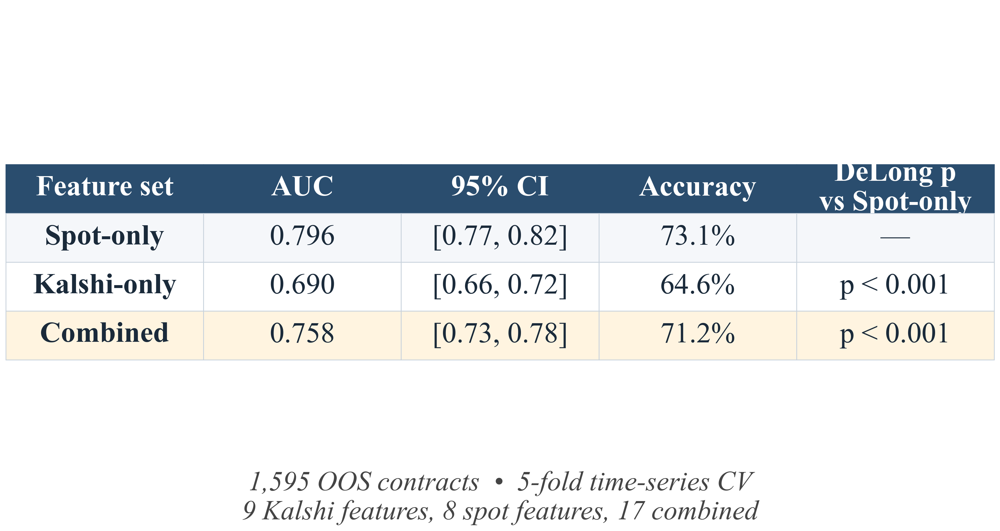 Feature set AUC 95% CI Accuracy DeLong p vs Spot-only
Spot-only 0.796 [0.77, 0.82] 73.1% —
Kalshi-only 0.690 [0.66, 0.72] 64.6% p < 0.001
Combined 0.758 [0.73, 0.78] 71.2% p < 0.001
1,595 OOS contracts • 5-fold time-series CV
9 Kalshi features, 8 spot features, 17 combined